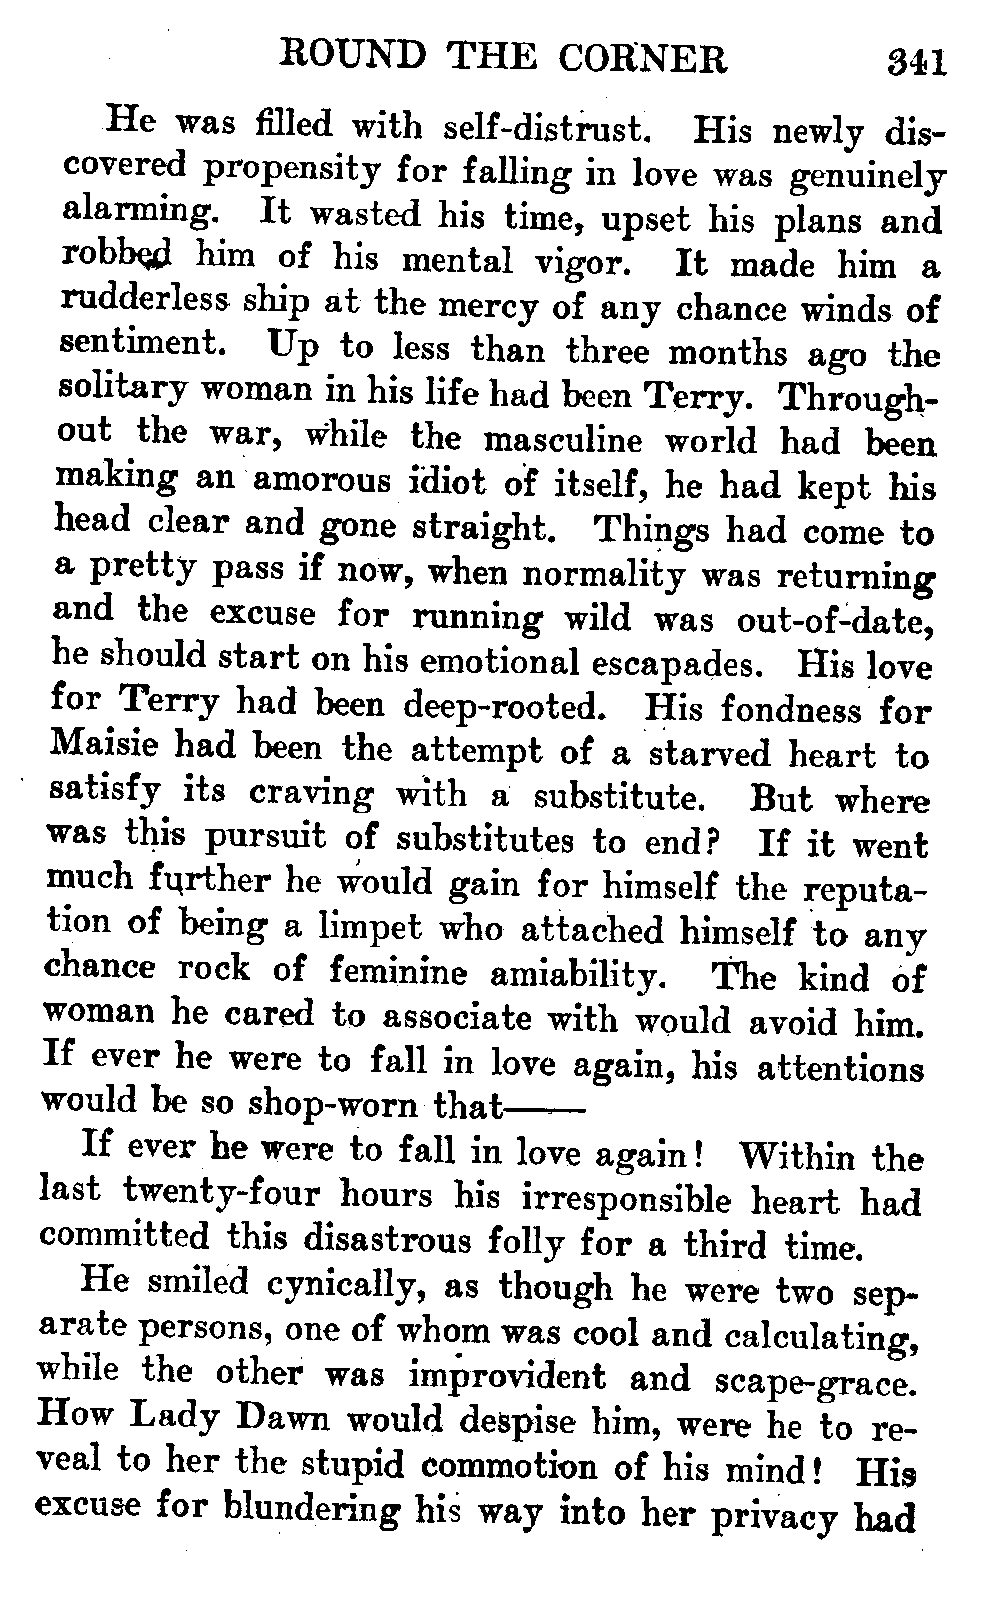 ROUND THE CORNER 341
He was filled with self-distrust. His newly dis-
covered propensity for falling in love was genuinely
alarming. It wasted his time, upset his plans and
robbed him of his mental vigor. It made him a
rudderless ship at the mercy of any chance winds of
sentiment. Up to less than three months ago the
solitary woman in his life had been Terry. Through-
out the war, while the masculine world had been
making an amorous idiot of itself, he had kept his
head clear and gone straight. Things had come to
a pretty pass if now, when normality was returning
and the excuse for running wild was out-of-date,
he should start on his emotional escapades. His love
for Terry had been deep-rooted. His fondness for
Maisie had been the attempt of a starved heart to
satisfy its craving with a substitute. But where
was this pursuit of substitutes to end? If it went
much further he would gain for himself the reputa-
tion of being a limpet who attached himself to any
chance rock of feminine amiability. The kind of
woman he cared to associate with would avoid him.
If ever he were to fall in love again, his attentions
would be so shop-worn that——
If ever he were to fall in love again! Within the
last twenty-four hours his irresponsible heart had
committed this disastrous folly for a third time.
He smiled cynically, as though he were two sep-
arate persons, one of whom was cool and calculating,
while the other was improvident and scape-grace.
How Lady Dawn would despise him, were he to re-
veal to her the stupid commotion of his mind! His
excuse for blundering his way into her privacy had